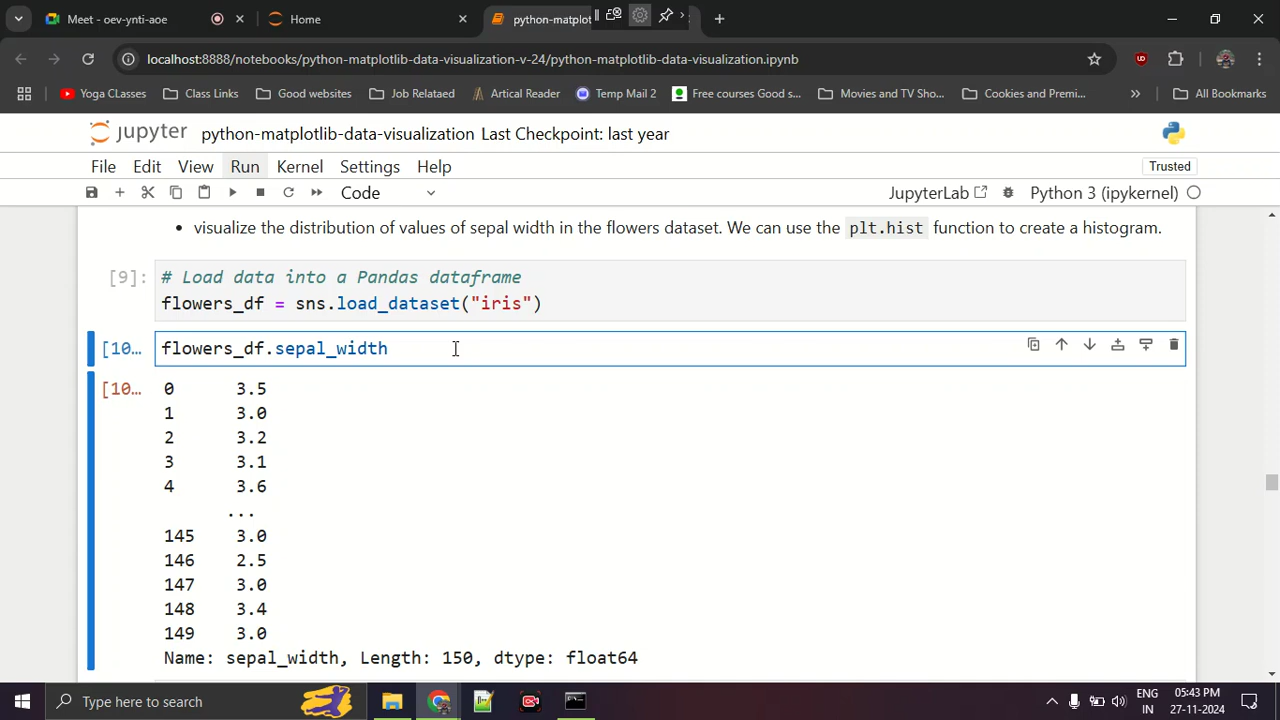 Meet - oev-ynti-aoe
Home
python-matplot
localhost:8888/notebooks/python-matplotlib-data-visualization-v-24/python-matplotlib-data-visualization.ipynb
Yoga CLasses
Class Links
Good websites
Job Relataed
Artical Reader
Temp Mail 2
Free courses Good s...
Movies and TV Sho...
Cookies and Premi...
All Bookmarks
jupyter python-matplotlib-data-visualization Last Checkpoint: last year
File Edit View Run Kernel Settings Help
Trusted
Code
JupyterLab
Python 3 (ipykernel)
• visualize the distribution of values of sepal width in the flowers dataset. We can use the plt.hist function to create a histogram.
[9]: # Load data into a Pandas dataframe
flowers_df = sns.load_dataset("iris")
[10... flowers_df.sepal_width
[10... 0 3.5
1 3.0
2 3.2
3 3.1
4 3.6
...
145 3.0
146 2.5
147 3.0
148 3.4
149 3.0
Name: sepal_width, Length: 150, dtype: float64
Type here to search
ENG
IN
05:43 PM
27-11-2024